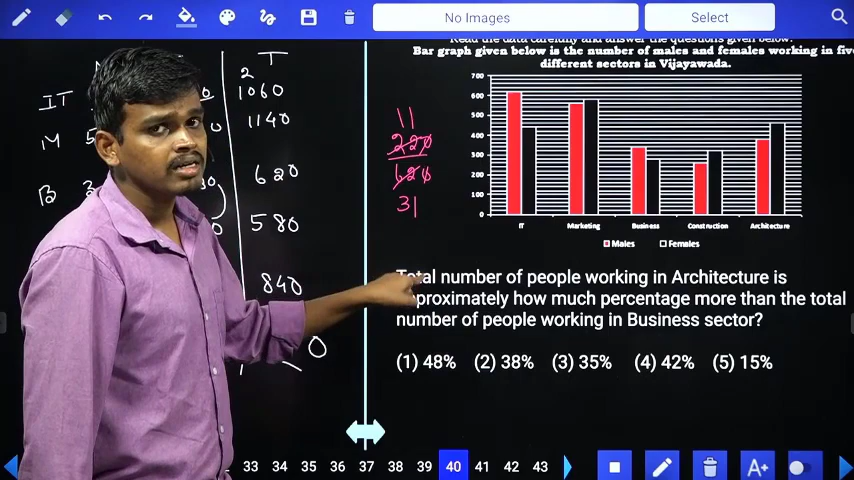 No Images
Select
Read the data carefully and answer the questions given below.
Bar graph given below is the number of males and females working in five
different sectors in Vijayawada.
700
600
500
400
300
200
100
0
IT
Marketing
Business
Construction
Architecture
Males
Females
T
IT
2
1060
M
5
1140
B
620
580
840
0
11
220
620
31
Total number of people working in Architecture is
approximately how much percentage more than the total
number of people working in Business sector?
(1) 48% (2) 38% (3) 35% (4) 42% (5) 15%
33 34 35 36 37 38 39 40 41 42 43
A+